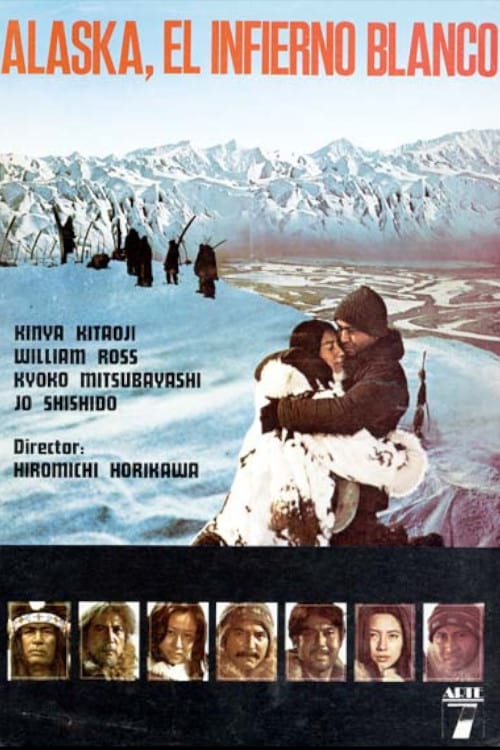 ALASKA, EL INFIERNO BLANCO
KINYA KITAOJI
WILLIAM ROSS
KYOKO MITSUBAYASHI
JO SHISHIDO
Director:
HIROMICHI HORIKAWA
ARTE
7